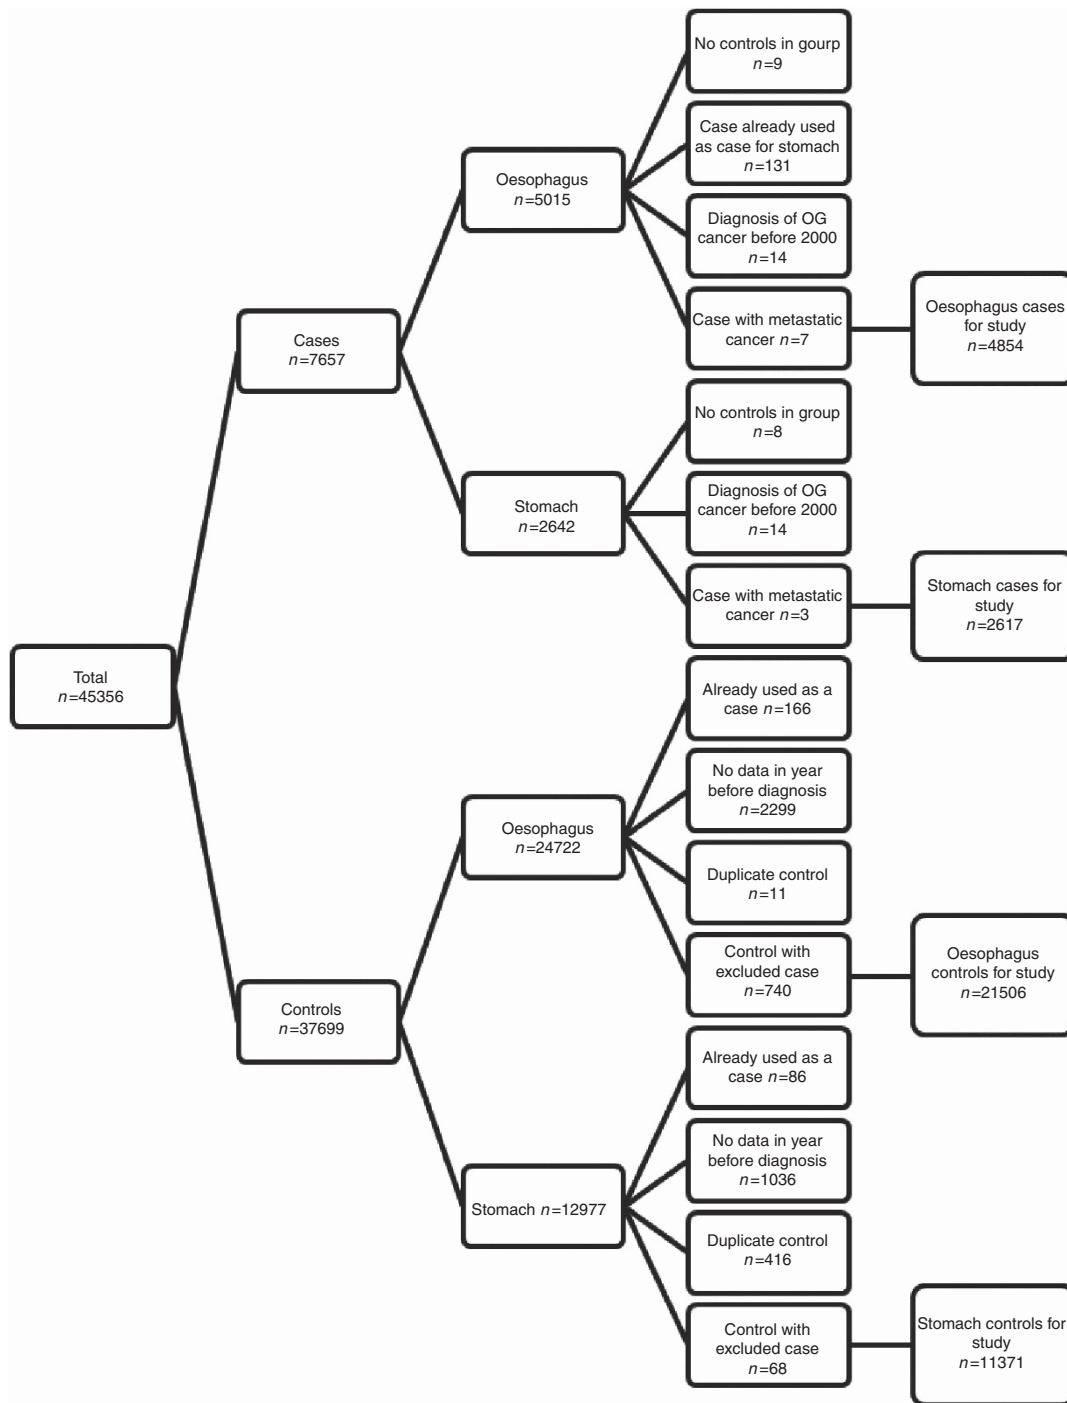 Total
n=45356
Cases
n=7657
Controls
n=37699
Oesophagus
n=5015
Stomach
n=2642
Oesophagus
n=24722
Stomach n=12977
No controls in gourp
n=9
Case already used
as case for stomach
n=131
Diagnosis of OG
cancer before 2000
n=14
Case with metastatic
cancer n=7
No controls in group
n=8
Diagnosis of OG
cancer before 2000
n=14
Case with metastatic
cancer n=3
Already used as a
case n=166
No data in year
before diagnosis
n=2299
Duplicate control
n=11
Control with
excluded case
n=740
Already used as a
case n=86
No data in year
before diagnosis
n=1036
Duplicate control
n=416
Control with
excluded case
n=68
Oesophagus cases
for study
n=4854
Stomach cases for
study
n=2617
Oesophagus
controls for study
n=21506
Stomach controls for
study
n=11371